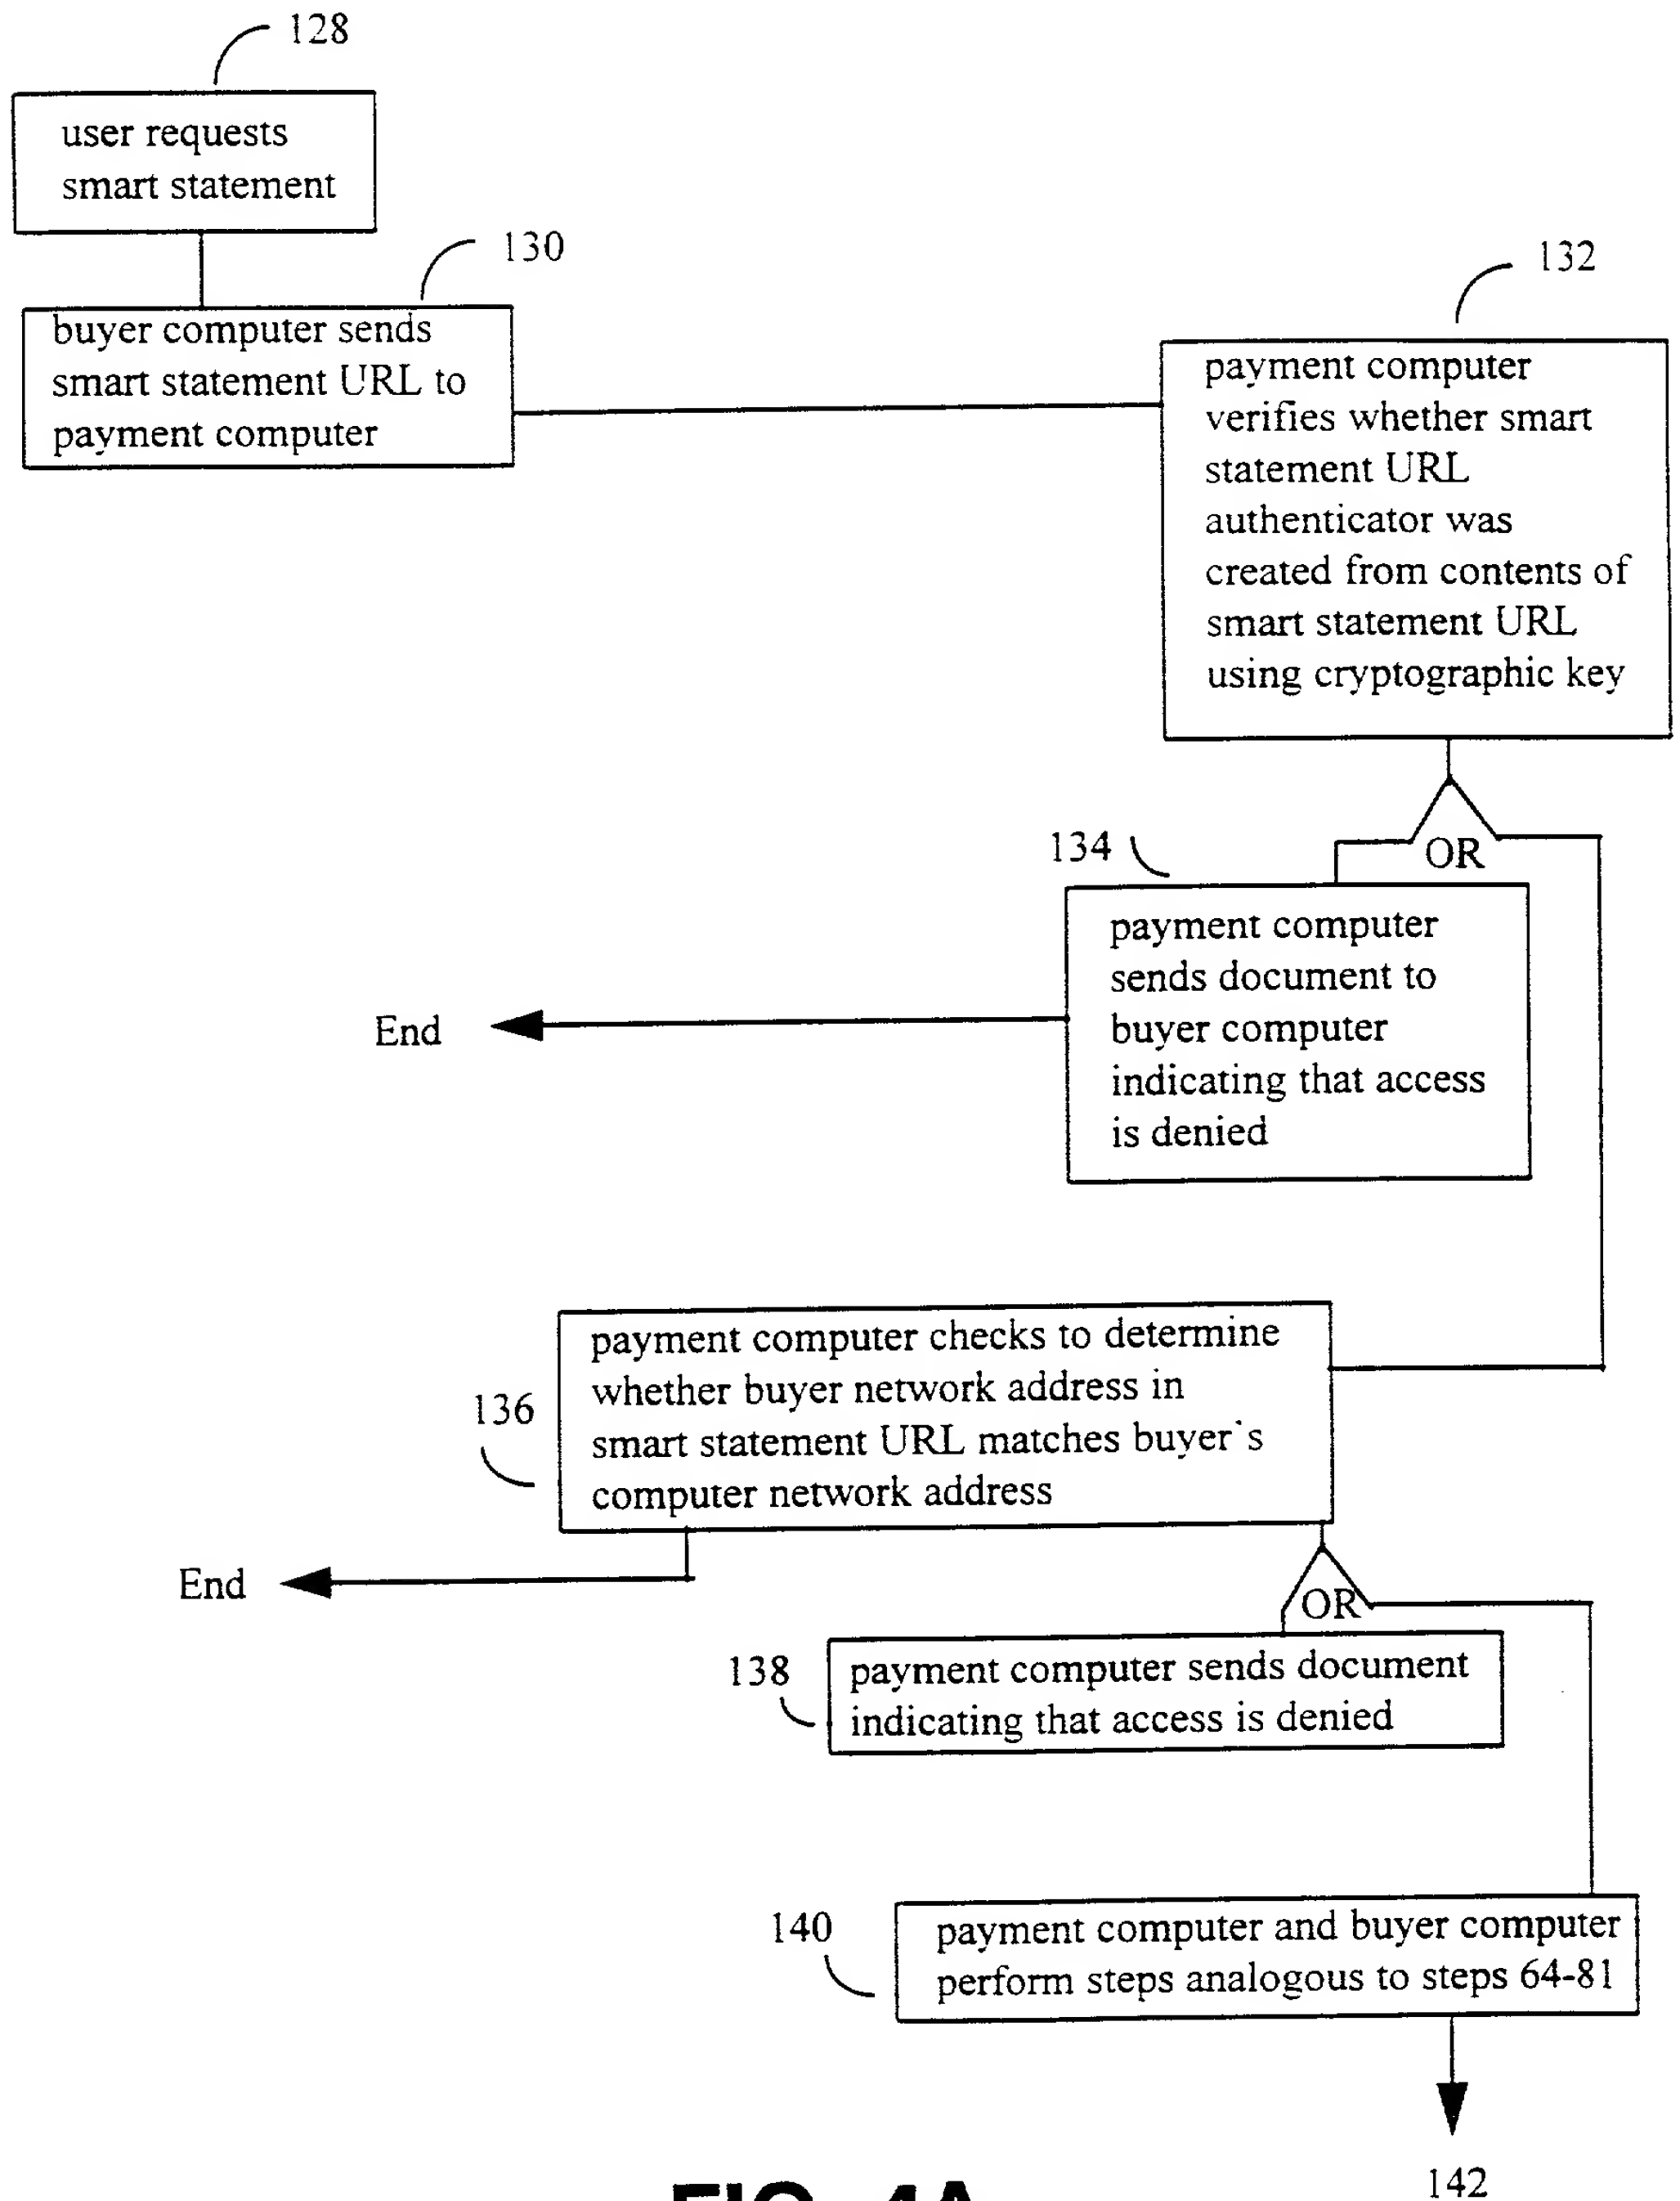 128
user requests
smart statement
130
buyer computer sends
smart statement URL to
payment computer
132
payment computer
verifies whether smart
statement URL
authenticator was
created from contents of
smart statement URL
using cryptographic key
OR
134
payment computer
sends document to
buyer computer
indicating that access
is denied
End
136
payment computer checks to determine
whether buyer network address in
smart statement URL matches buyer's
computer network address
End
OR
138
payment computer sends document
indicating that access is denied
140
payment computer and buyer computer
perform steps analogous to steps 64-81
142
FIG. 4A